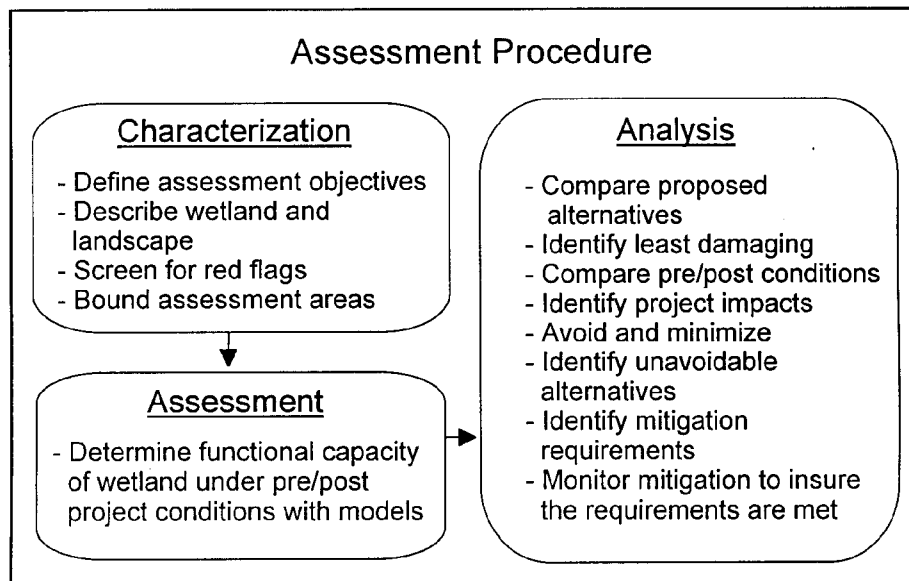 Assessment Procedure
Characterization
- Define assessment objectives
- Describe wetland and
landscape
- Screen for red flags
- Bound assessment areas
Assessment
- Determine functional capacity
of wetland under pre/post
project conditions with models
Analysis
- Compare proposed
alternatives
- Identify least damaging
- Compare pre/post conditions
- Identify project impacts
- Avoid and minimize
- Identify unavoidable
alternatives
- Identify mitigation
requirements
- Monitor mitigation to insure
the requirements are met